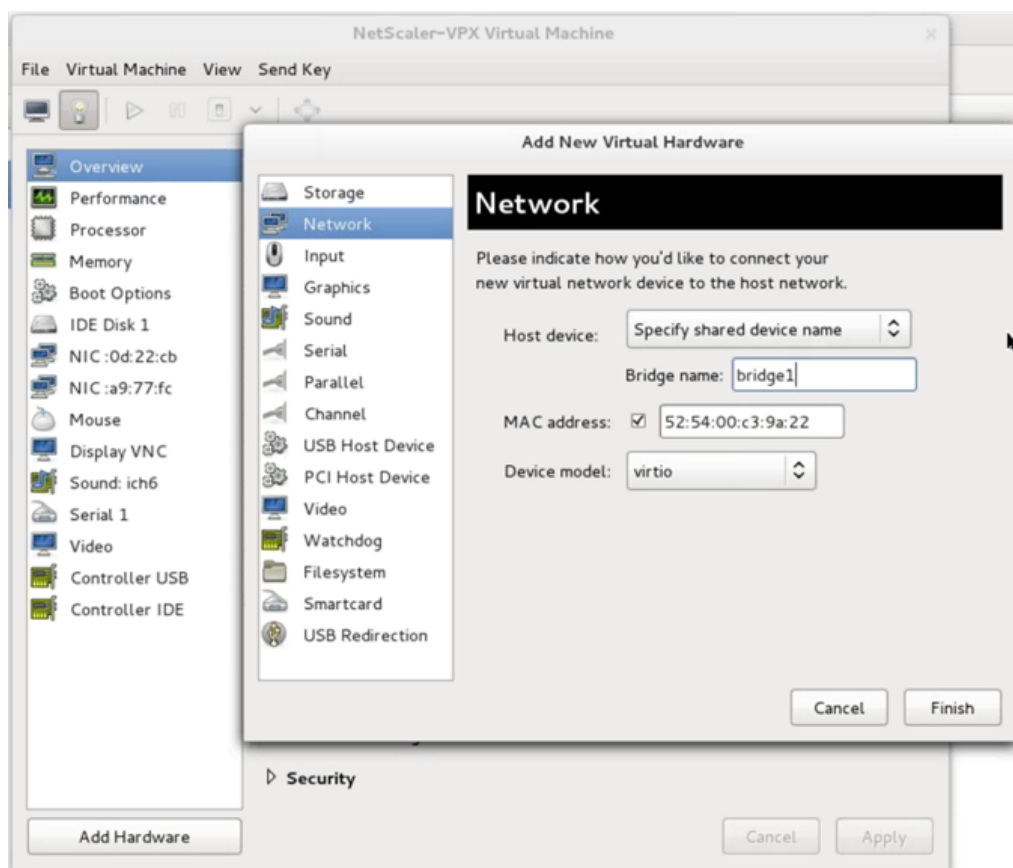 NetScaler-VPX Virtual Machine
File Virtual Machine View Send Key
Overview
Performance
Processor
Memory
Boot Options
IDE Disk 1
NIC :0d:22:cb
NIC :a9:77:fc
Mouse
Display VNC
Sound: ich6
Serial 1
Video
Controller USB
Controller IDE
Add Hardware
Add New Virtual Hardware
Storage
Network
Input
Graphics
Sound
Serial
Parallel
Channel
USB Host Device
PCI Host Device
Video
Watchdog
Filesystem
Smartcard
USB Redirection
Network
Please indicate how you'd like to connect your
new virtual network device to the host network.
Host device: Specify shared device name
Bridge name: bridge1
MAC address: 52:54:00:c3:9a:22
Device model: virtio
Cancel Finish
Security
Cancel Apply